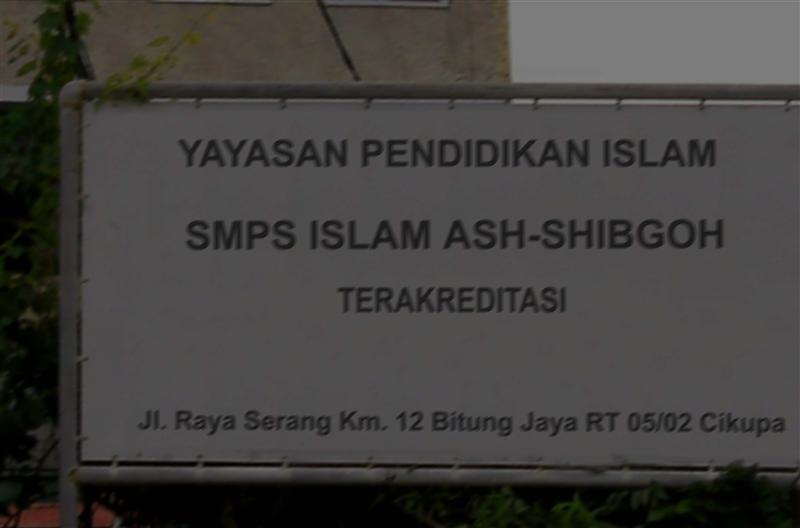 YAYASAN PENDIDIKAN ISLAM
SMPS ISLAM ASH-SHIBGOH
TERAKREDITASI
Jl. Raya Serang Km. 12 Bitung Jaya RT 05/02 Cikupa